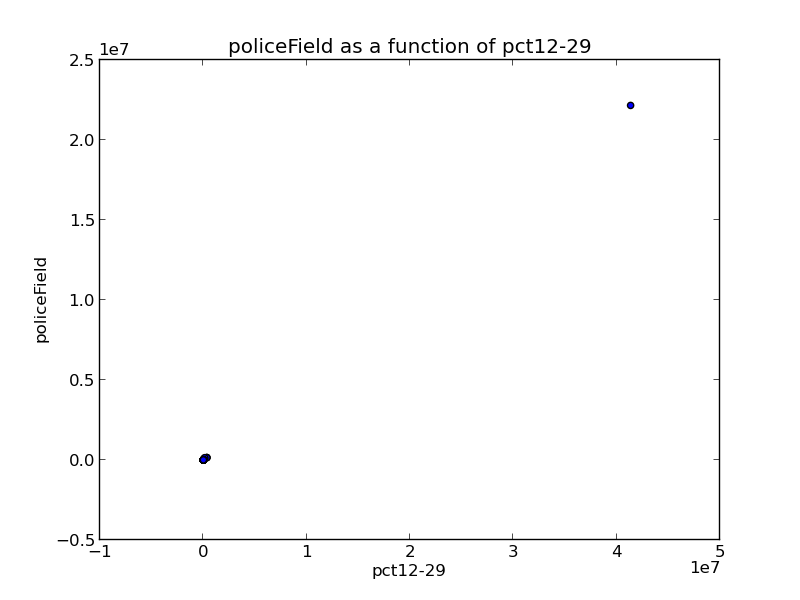 policeField as a function of pct12-29
1e7
2.5
2.0
1.5
1.0
0.5
0.0
−0.5
policeField
−1 0 1 2 3 4 5
1e7
pct12-29